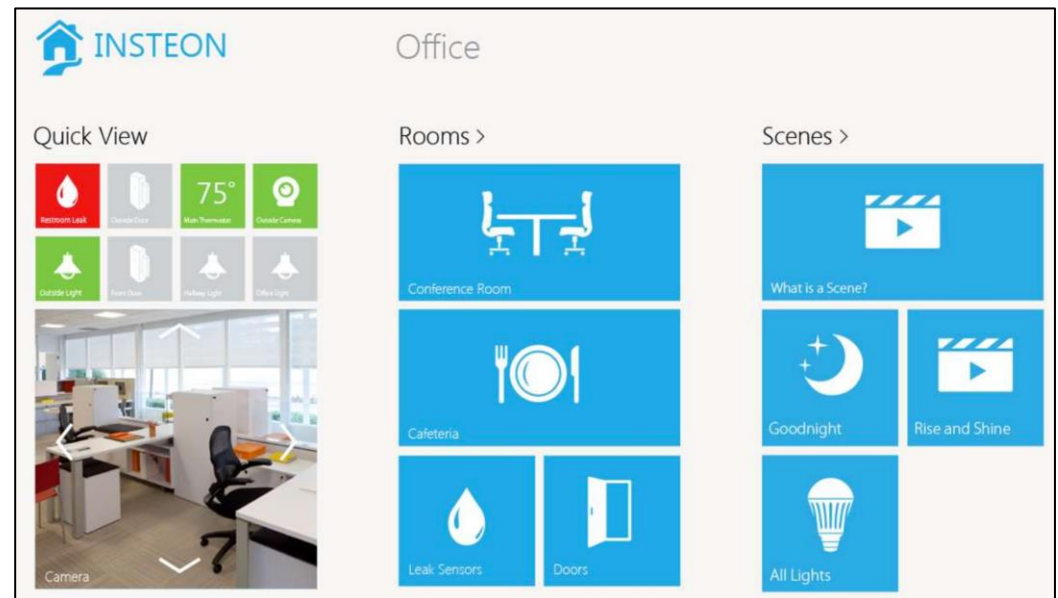 INSTEON
Office
Quick View
Restroom Leak
Outside Door
75°
Main Thermostat
Outside Camera
Outside Light
Front Door
Hallway Light
Office Light
Camera
Rooms >
Conference Room
Cafeteria
Leak Sensors
Doors
Scenes >
What is a Scene?
Goodnight
Rise and Shine
All Lights